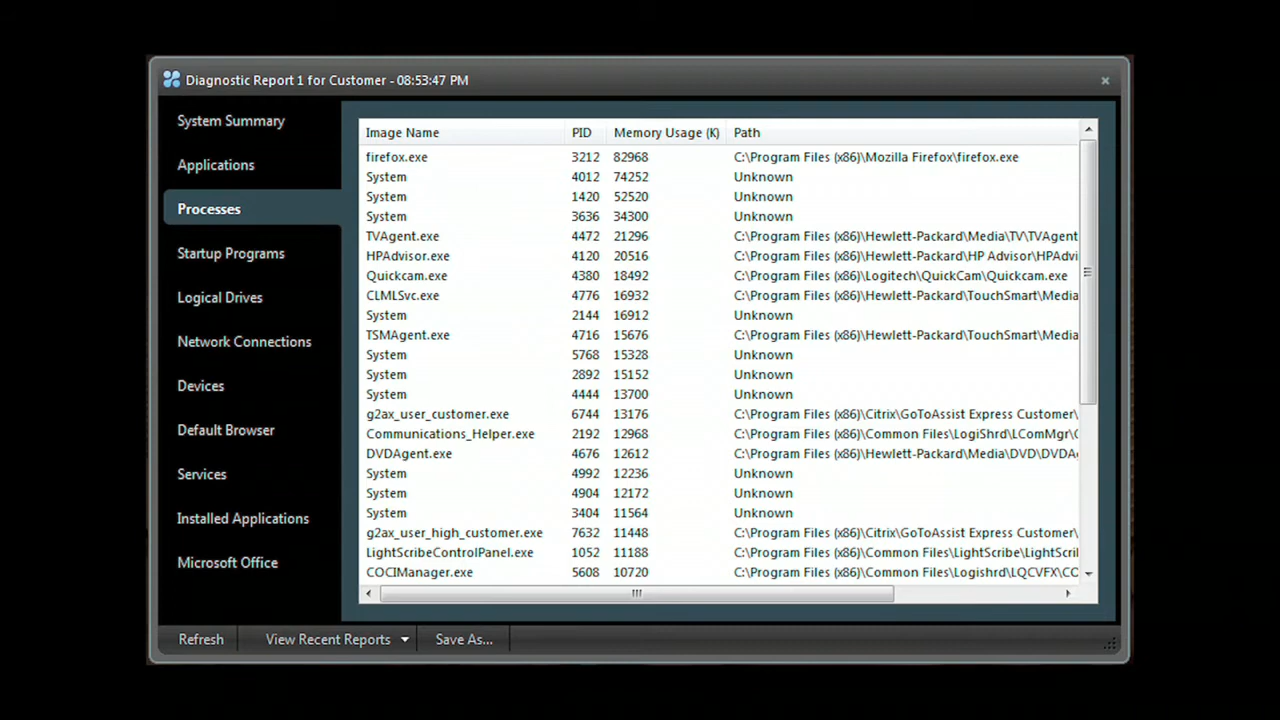 Diagnostic Report 1 for Customer - 08:53:47 PM
System Summary
Applications
Processes
Startup Programs
Logical Drives
Network Connections
Devices
Default Browser
Services
Installed Applications
Microsoft Office
Image Name PID Memory Usage (K) Path
firefox.exe 3212 82968 C:\Program Files (x86)\Mozilla Firefox\firefox.exe
System 4012 74252 Unknown
System 1420 52520 Unknown
System 3636 34300 Unknown
TVAgent.exe 4472 21296 C:\Program Files (x86)\Hewlett-Packard\Media\TV\TVAgent
HPAdvisor.exe 4120 20516 C:\Program Files (x86)\Hewlett-Packard\HP Advisor\HPAdvi
Quickcam.exe 4380 18492 C:\Program Files (x86)\Logitech\QuickCam\Quickcam.exe
CLMLSvc.exe 4776 16932 C:\Program Files (x86)\Hewlett-Packard\TouchSmart\Media
System 2144 16912 Unknown
TSMAgent.exe 4716 15676 C:\Program Files (x86)\Hewlett-Packard\TouchSmart\Media
System 5768 15328 Unknown
System 2892 15152 Unknown
System 4444 13700 Unknown
g2ax_user_customer.exe 6744 13176 C:\Program Files (x86)\Citrix\GoToAssist Express Customer\
Communications_Helper.exe 2192 12968 C:\Program Files (x86)\Common Files\LogiShrd\LComMgr\C
DVDAgent.exe 4676 12612 C:\Program Files (x86)\Hewlett-Packard\Media\DVD\DVDAg
System 4992 12236 Unknown
System 4904 12172 Unknown
System 3404 11564 Unknown
g2ax_user_high_customer.exe 7632 11448 C:\Program Files (x86)\Citrix\GoToAssist Express Customer\
LightScribeControlPanel.exe 1052 11188 C:\Program Files (x86)\Common Files\LightScribe\LightScri
COCIManager.exe 5608 10720 C:\Program Files (x86)\Common Files\Logishrd\LQCVFX\CO
Refresh View Recent Reports Save As...